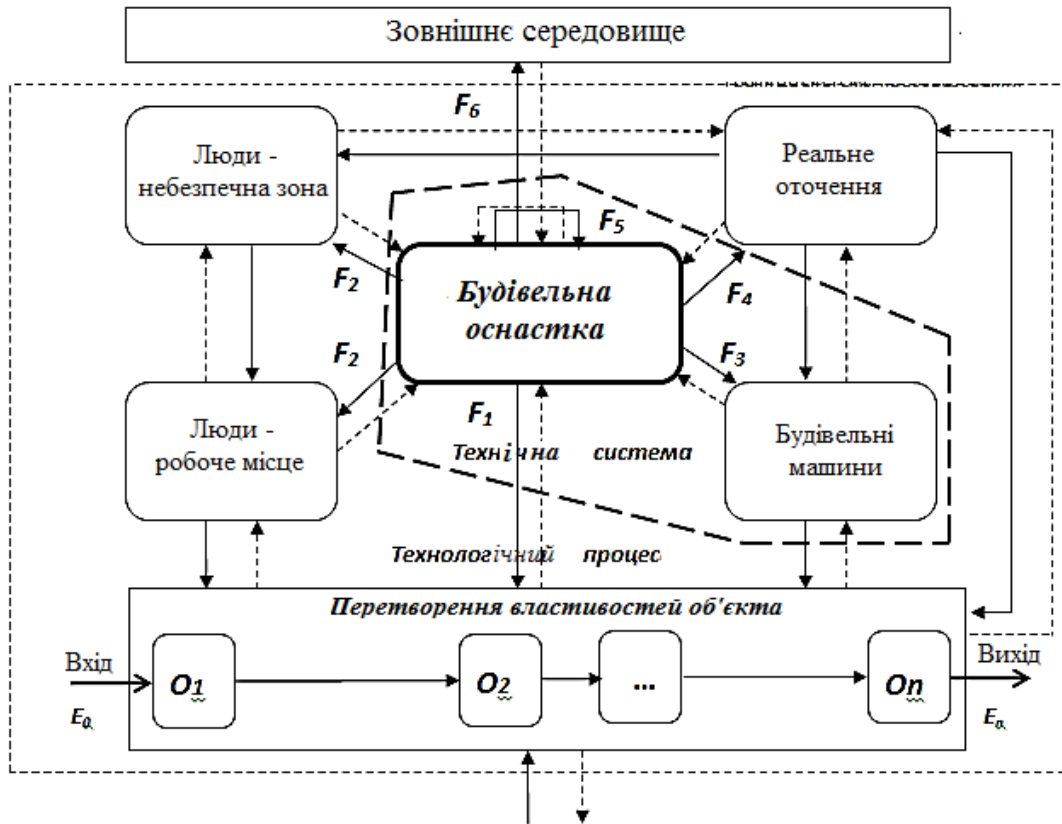 Зовнішнє середовище
F6
Люди -
небезпечна зона
Реальне
оточення
F5
F2
Будівельна
оснастка
F4
F2
F3
F1
Люди -
робоче місце
Технічна система
Будівельні
машини
Технологічний процес
Перетворення властивостей об'єкта
Вхід
Вихід
O1
O2
...
On
E0
E0